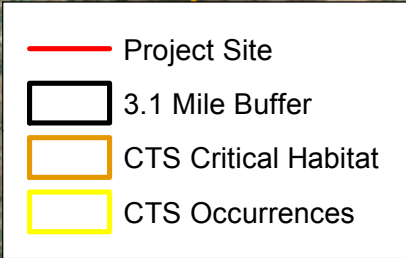 Project Site
3.1 Mile Buffer
CTS Critical Habitat
CTS Occurrences